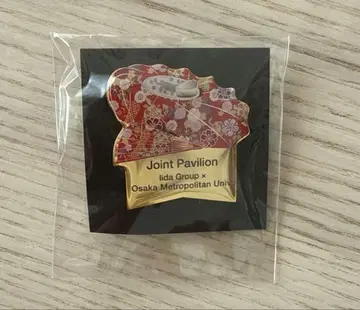 Joint Pavilion
Iida Group ×
Osaka Metropolitan Univ